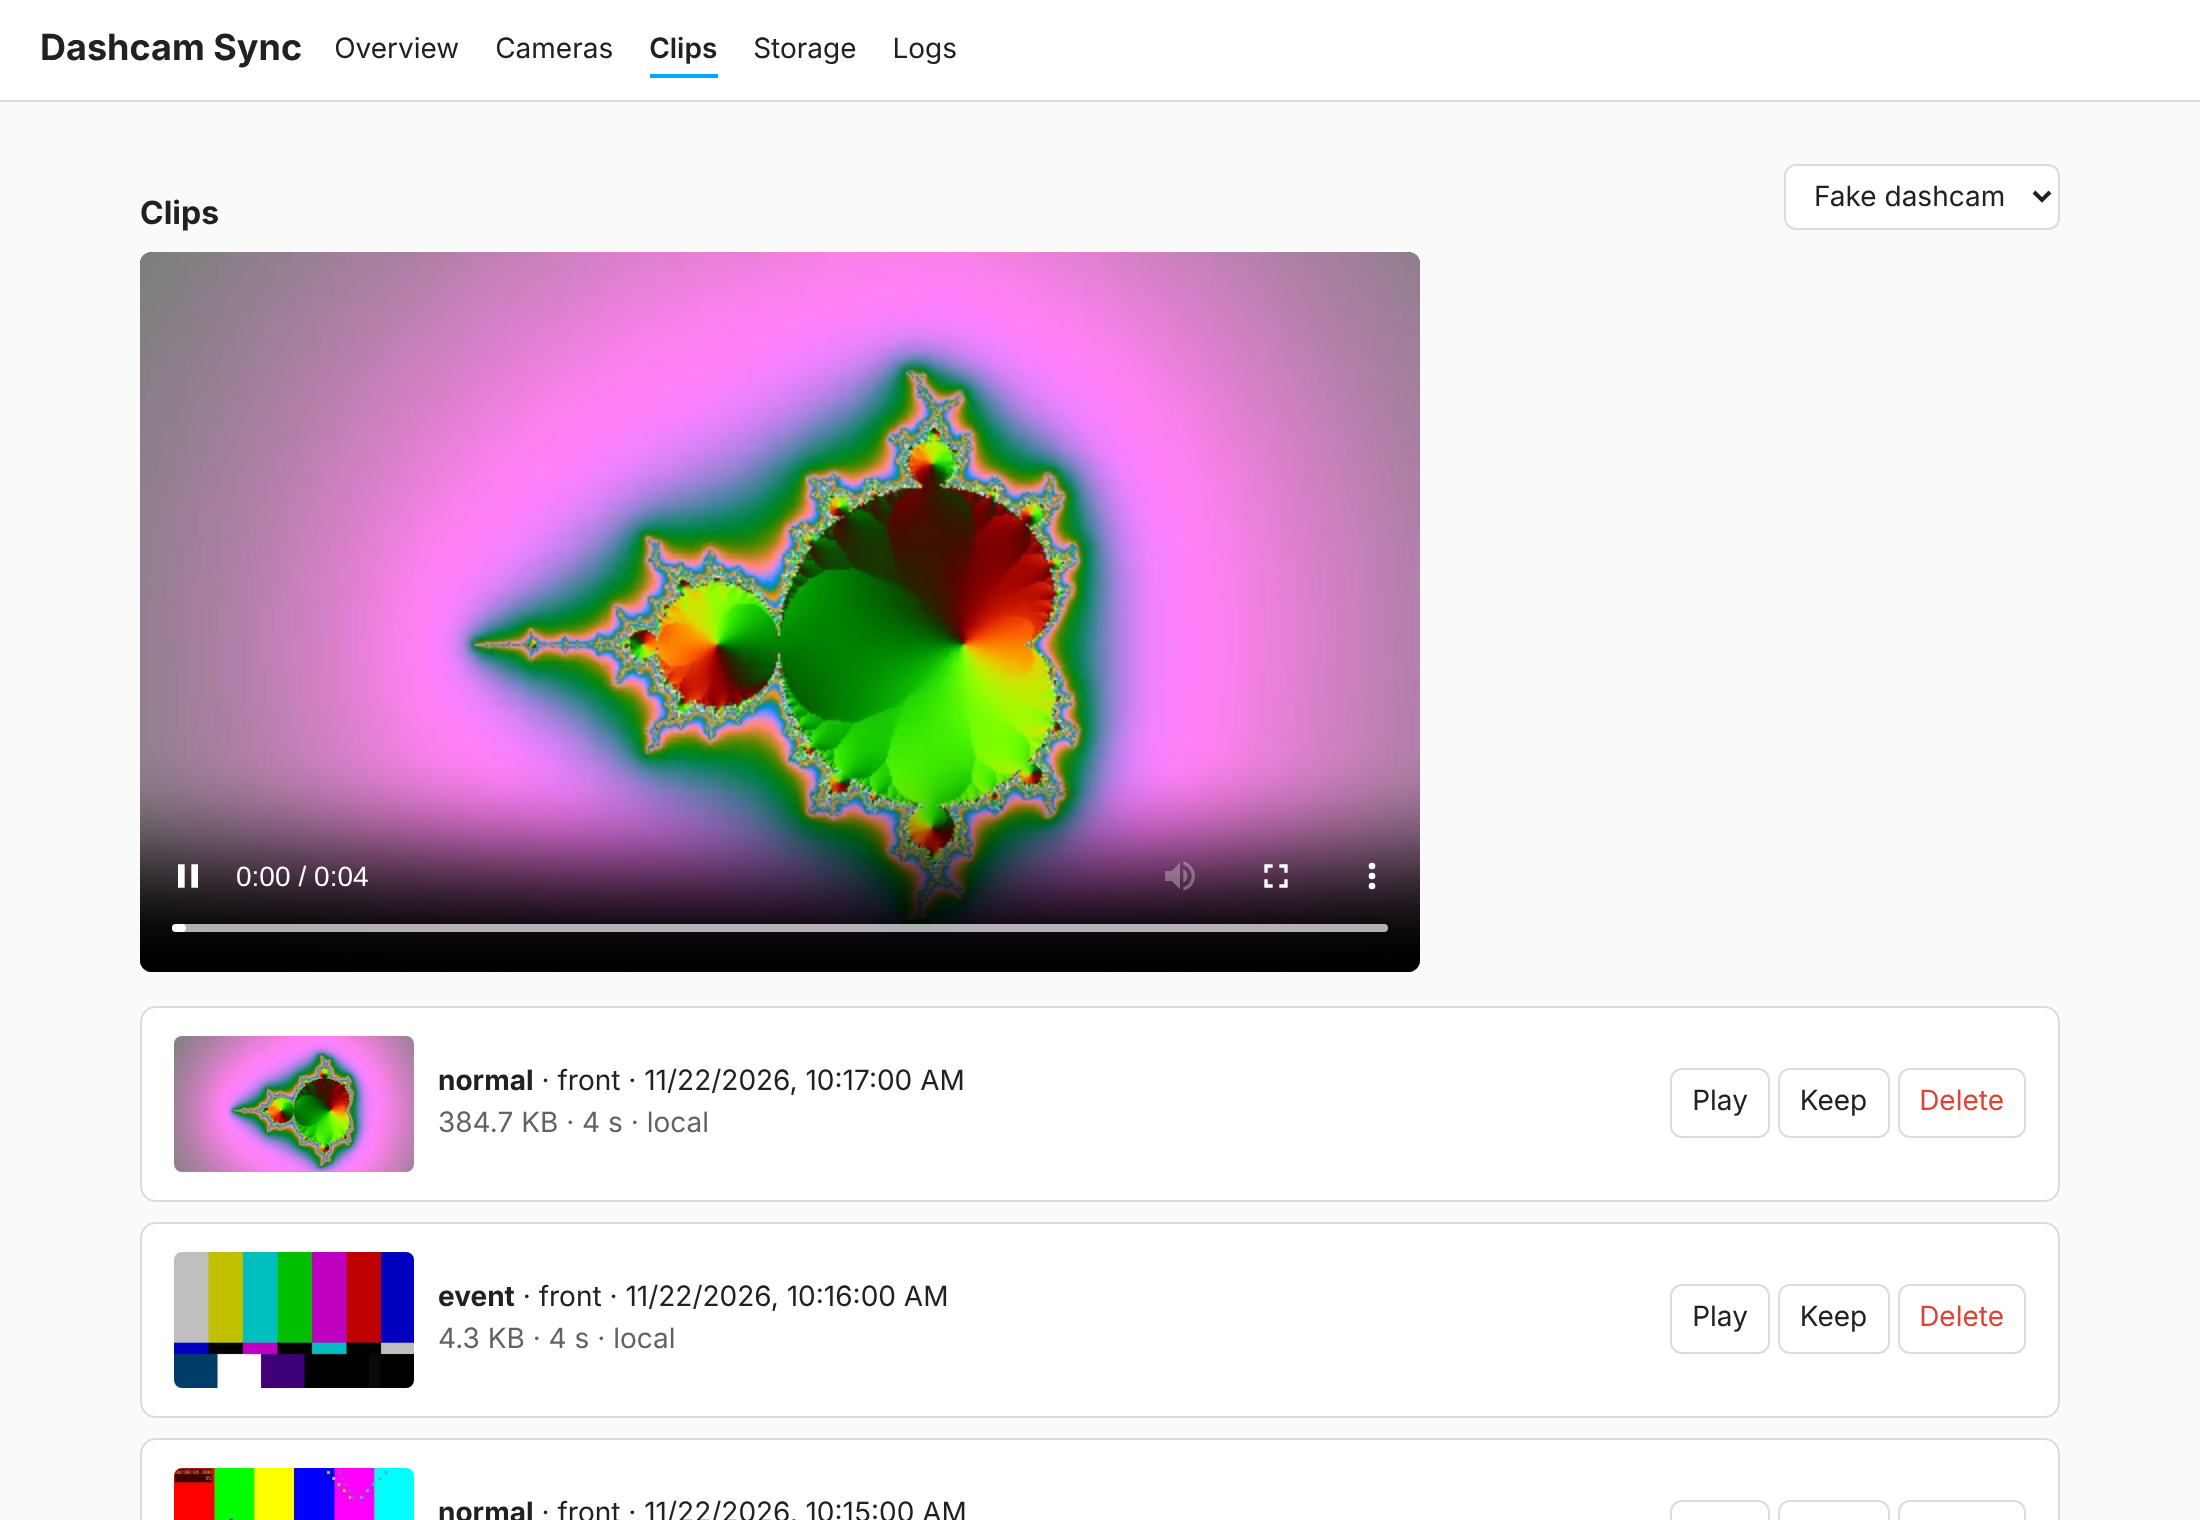 Dashcam Sync Overview Cameras Clips Storage Logs
Fake dashcam
Clips
0:00 / 0:04
normal · front · 11/22/2026, 10:17:00 AM
384.7 KB · 4 s · local
Play Keep Delete
event · front · 11/22/2026, 10:16:00 AM
4.3 KB · 4 s · local
Play Keep Delete
normal · front · 11/22/2026, 10:15:00 AM